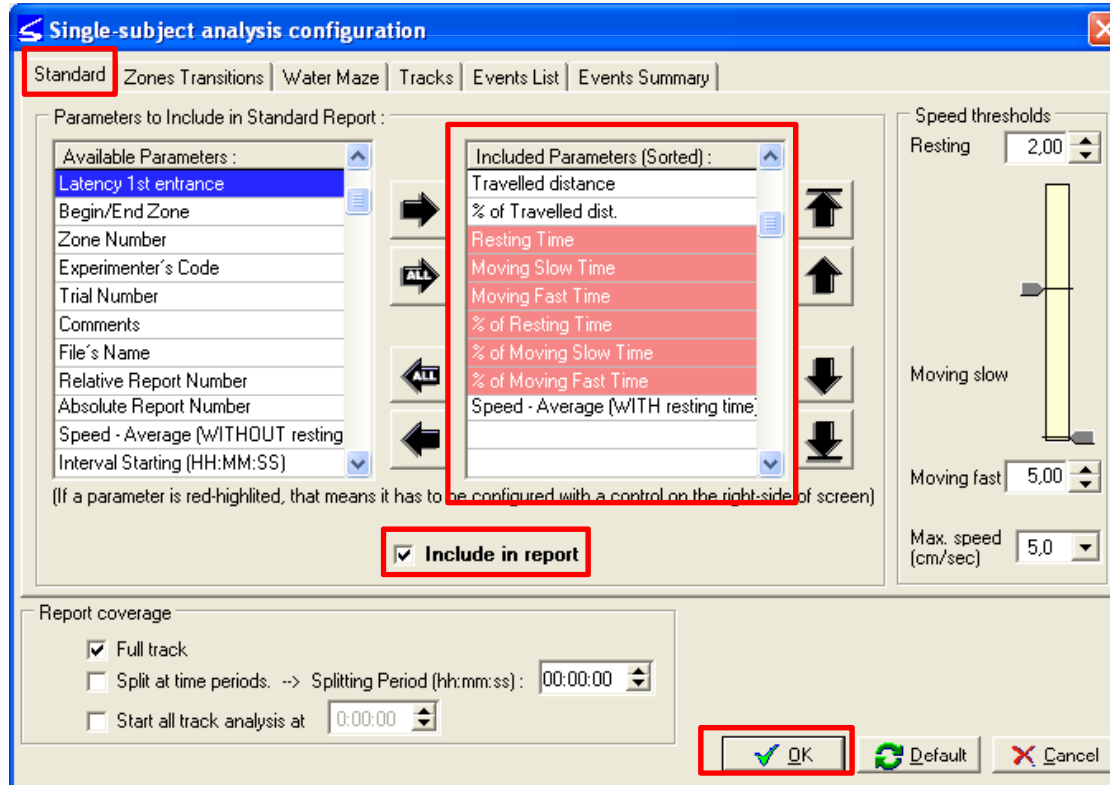 Single-subject analysis configuration
Standard Zones Transitions Water Maze Tracks Events List Events Summary
Parameters to Include in Standard Report :
Available Parameters :
Latency 1st entrance
Begin/End Zone
Zone Number
Experimenter´s Code
Trial Number
Comments
File´s Name
Relative Report Number
Absolute Report Number
Speed - Average (WITHOUT resting
Interval Starting (HH:MM:SS)
ALL
ALL
Included Parameters (Sorted) :
Travelled distance
% of Travelled dist.
Resting Time
Moving Slow Time
Moving Fast Time
% of Resting Time
% of Moving Slow Time
% of Moving Fast Time
Speed - Average (WITH resting time)
(If a parameter is red-highlited, that means it has to be configured with a control on the right-side of screen)
Include in report
Speed thresholds
Resting 2,00
Moving slow
Moving fast 5,00
Max. speed 5,0
(cm/sec)
Report coverage
Full track
Split at time periods. --> Splitting Period (hh:mm:ss) : 00:00:00
Start all track analysis at 0:00:00
OK Default Cancel